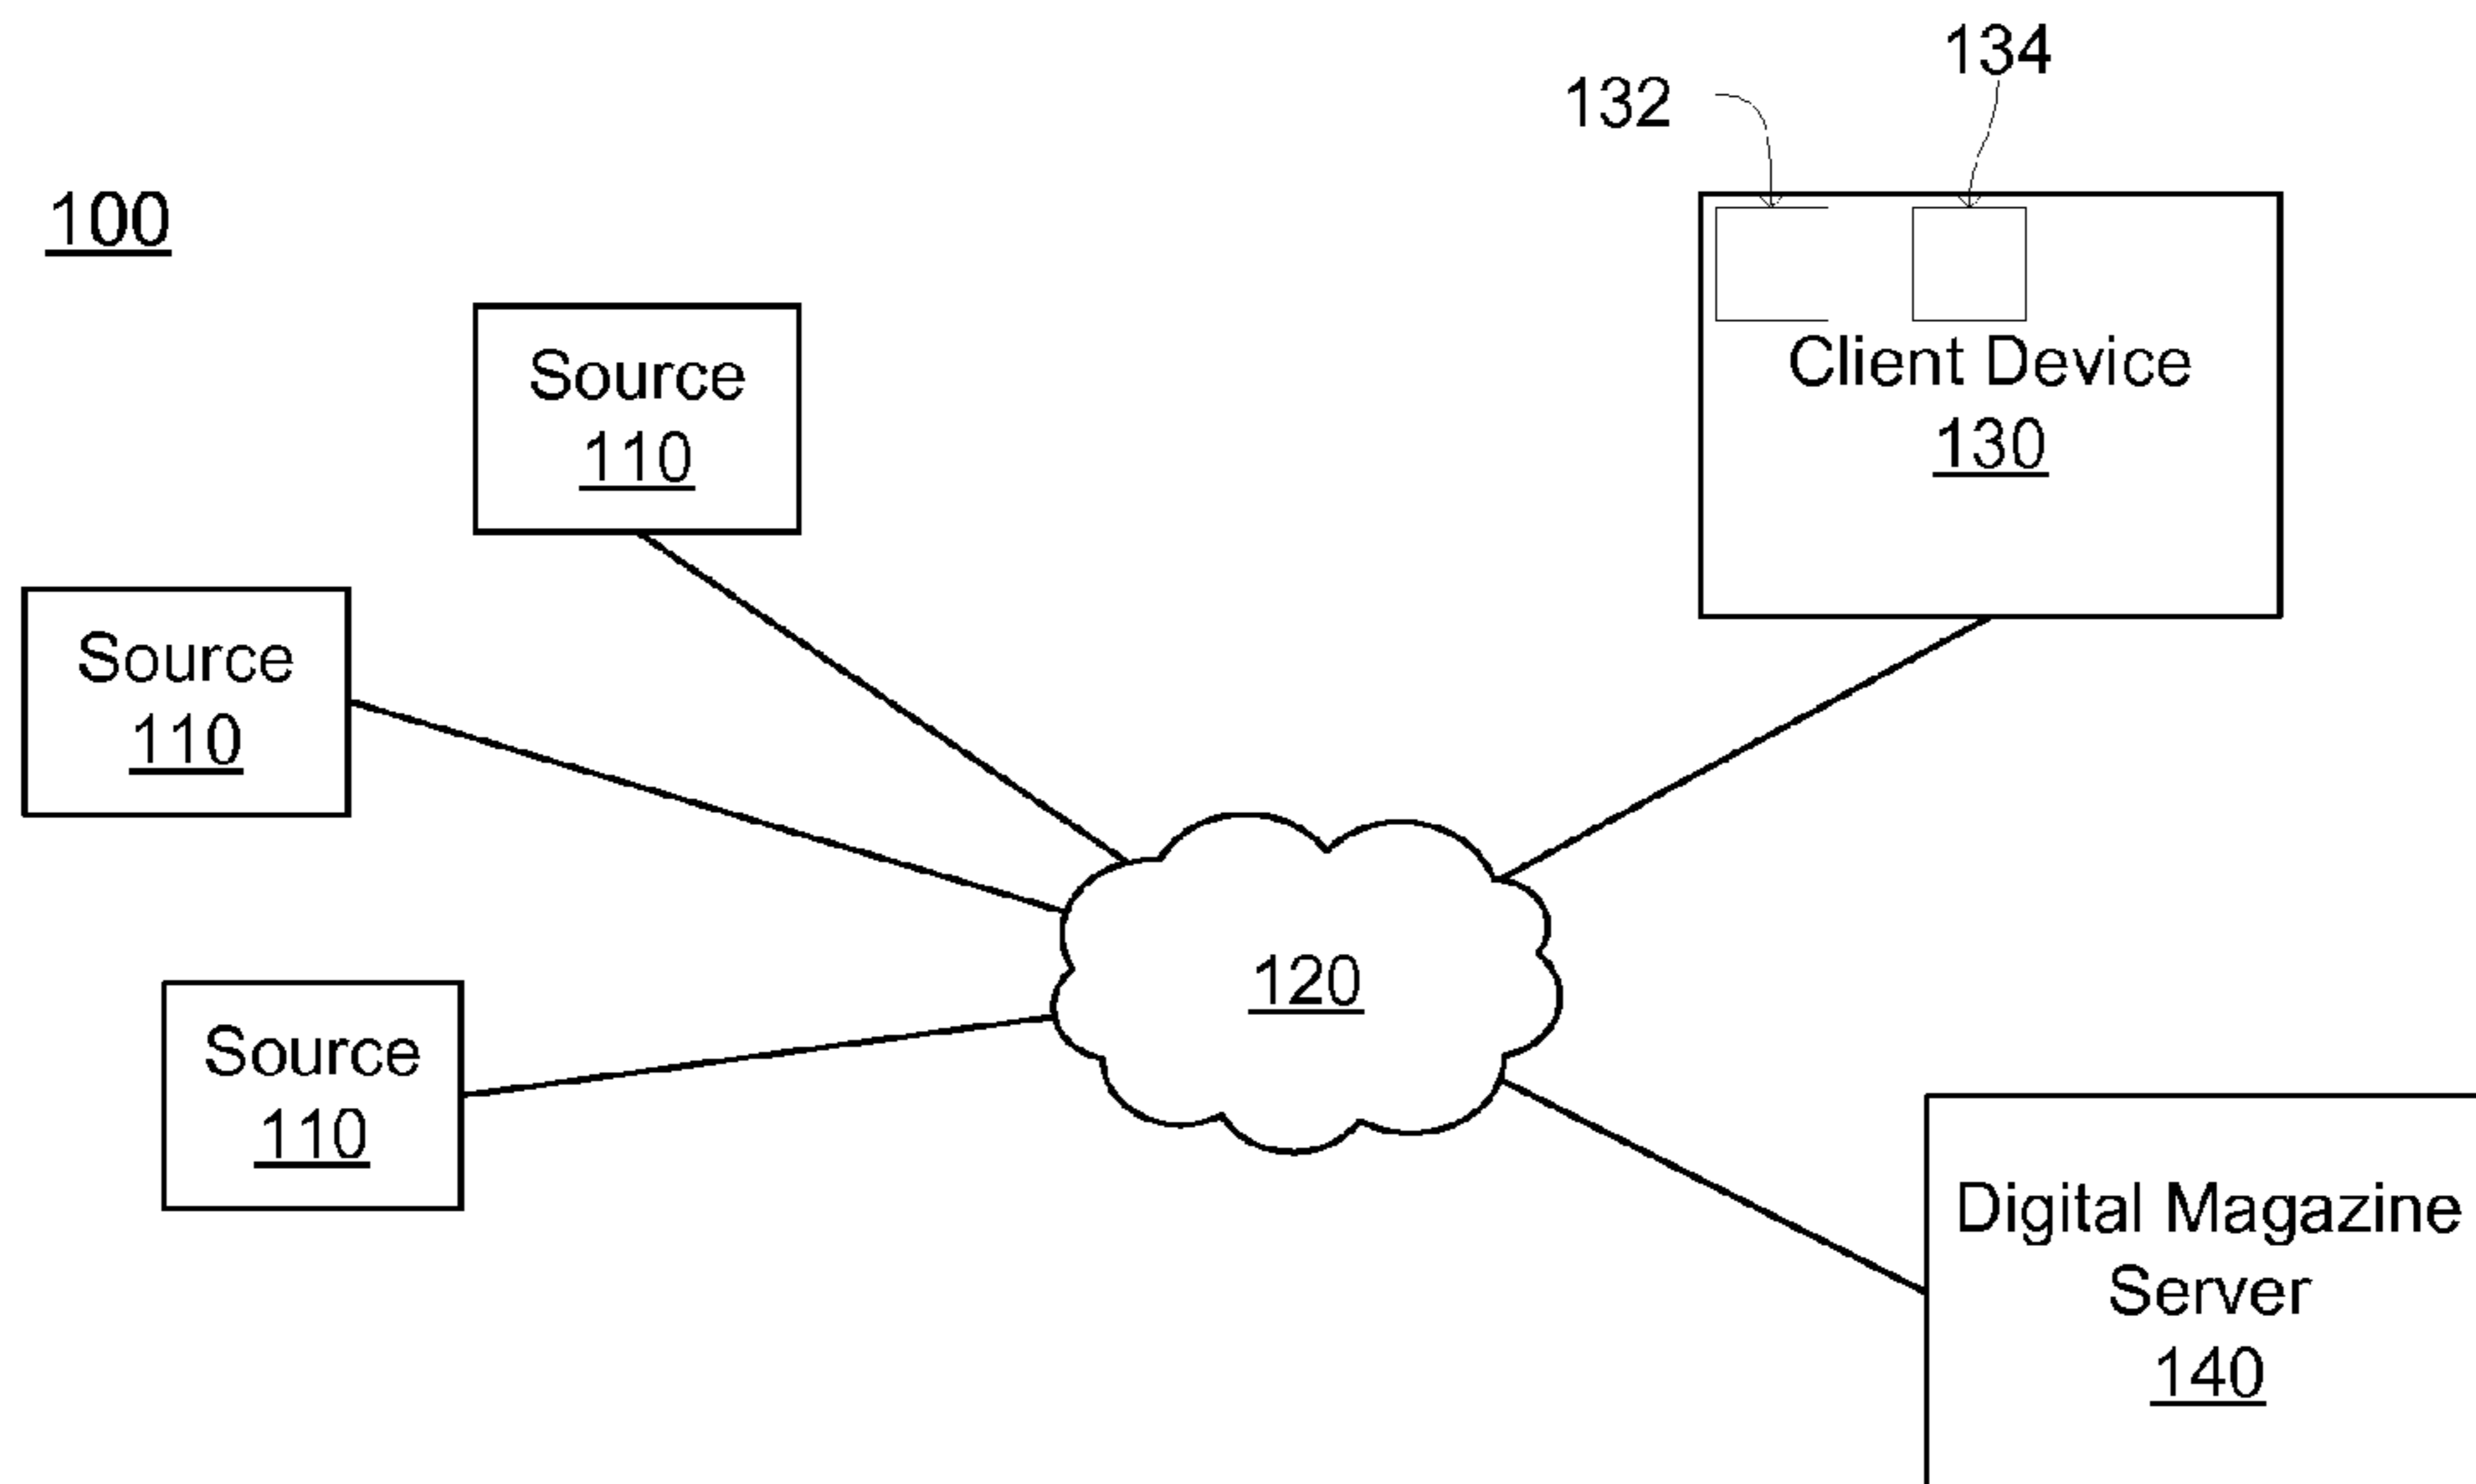 134
132
100
Source
110
Client Device
130
Source
110
120
Source
110
Digital Magazine
Server
140